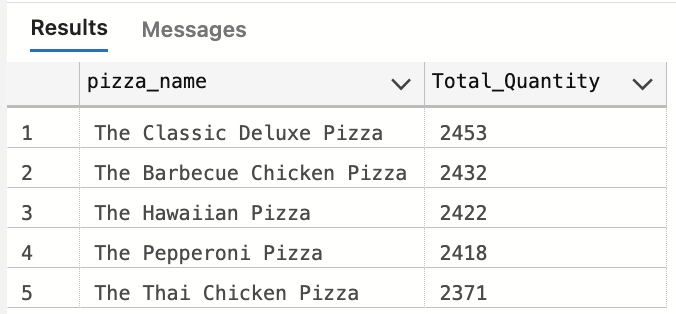 Results Messages
pizza_name Total_Quantity
1 The Classic Deluxe Pizza 2453
2 The Barbecue Chicken Pizza 2432
3 The Hawaiian Pizza 2422
4 The Pepperoni Pizza 2418
5 The Thai Chicken Pizza 2371